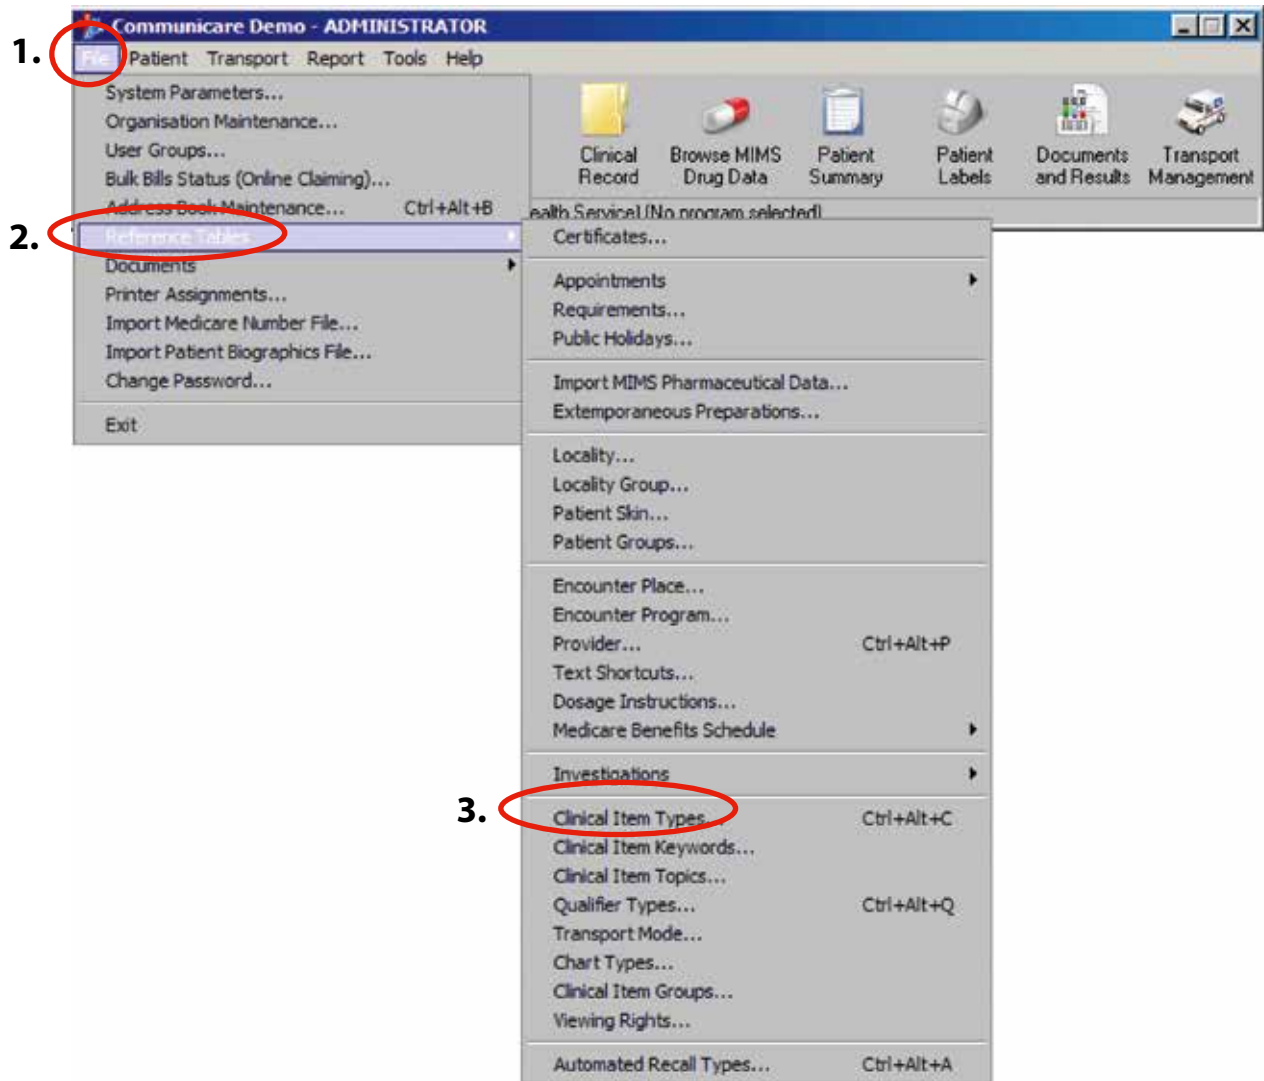 Communicare Demo - ADMINISTRATOR
1.
File Patient Transport Report Tools Help
System Parameters...
Organisation Maintenance...
User Groups...
Bulk Bills Status (Online Claiming)...
Address Book Maintenance... Ctrl+Alt+B
2.
Reference Tables
Documents
Printer Assignments...
Import Medicare Number File...
Import Patient Biographics File...
Change Password...
Exit
Clinical Record
Browse MIMS Drug Data
Patient Summary
Patient Labels
Documents and Results
Transport Management
ealth Service] (No program selected)
Certificates...
Appointments
Requirements...
Public Holidays...
Import MIMS Pharmaceutical Data...
Extemporaneous Preparations...
Locality...
Locality Group...
Patient Skin...
Patient Groups...
Encounter Place...
Encounter Program...
Provider... Ctrl+Alt+P
Text Shortcuts...
Dosage Instructions...
Medicare Benefits Schedule
Investigations
3.
Clinical Item Types... Ctrl+Alt+C
Clinical Item Keywords...
Clinical Item Topics...
Qualifier Types... Ctrl+Alt+Q
Transport Mode...
Chart Types...
Clinical Item Groups...
Viewing Rights...
Automated Recall Types... Ctrl+Alt+A